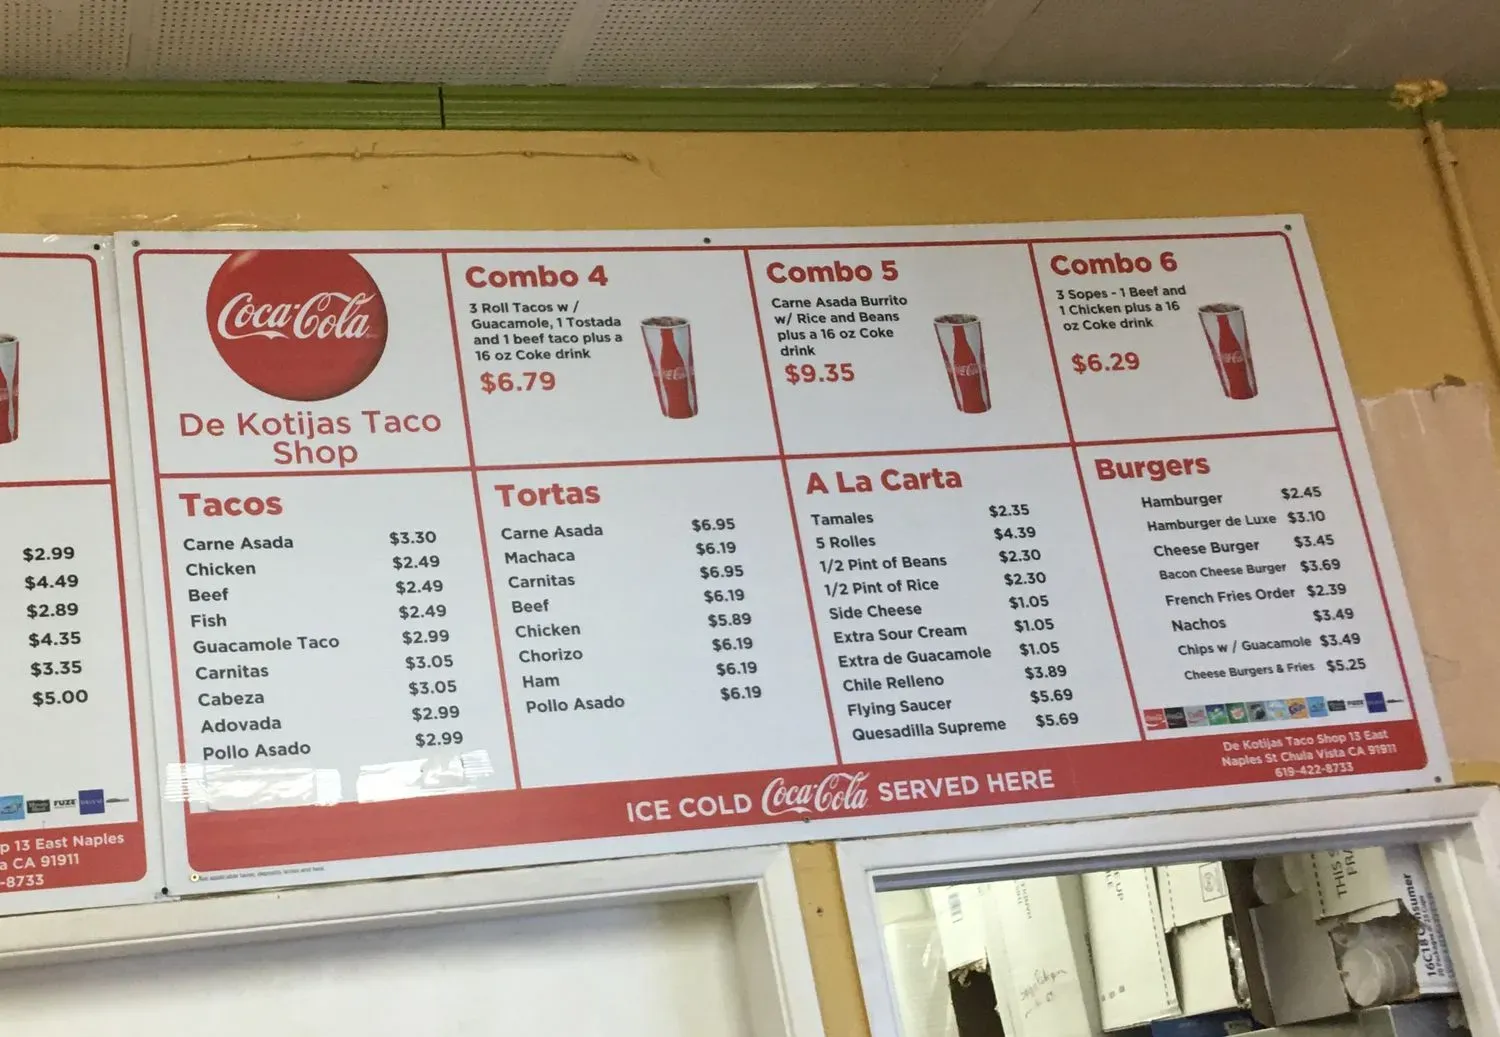 $2.99
$4.49
$2.89
$4.35
$3.35
$5.00
FUZE
p 13 East Naples
a CA 91911
-8733
Coca-Cola
De Kotijas Taco
Shop
Combo 4
3 Roll Tacos w /
Guacamole, 1 Tostada
and 1 beef taco plus a
16 oz Coke drink
$6.79
Combo 5
Carne Asada Burrito
w/ Rice and Beans
plus a 16 oz Coke
drink
$9.35
Combo 6
3 Sopes - 1 Beef and
1 Chicken plus a 16
oz Coke drink
$6.29
Tacos
Carne Asada $3.30
Chicken $2.49
Beef $2.49
Fish $2.49
Guacamole Taco $2.99
Carnitas $3.05
Cabeza $3.05
Adovada $2.99
Pollo Asado $2.99
Tortas
Carne Asada $6.95
Machaca $6.19
Carnitas $6.95
Beef $6.19
Chicken $5.89
Chorizo $6.19
Ham $6.19
Pollo Asado $6.19
A La Carta
Tamales $2.35
5 Rolles $4.39
1/2 Pint of Beans $2.30
1/2 Pint of Rice $2.30
Side Cheese $1.05
Extra Sour Cream $1.05
Extra de Guacamole $1.05
Chile Relleno $3.89
Flying Saucer $5.69
Quesadilla Supreme $5.69
Burgers
Hamburger $2.45
Hamburger de Luxe $3.10
Cheese Burger $3.45
Bacon Cheese Burger $3.69
French Fries Order $2.39
Nachos $3.49
Chips w / Guacamole $3.49
Cheese Burgers & Fries $5.25
FUZE
ICE COLD Coca-Cola SERVED HERE
De Kotijas Taco Shop 13 East
Naples St Chula Vista CA 91911
619-422-8733
THIS
FRA
16C18 Consumer